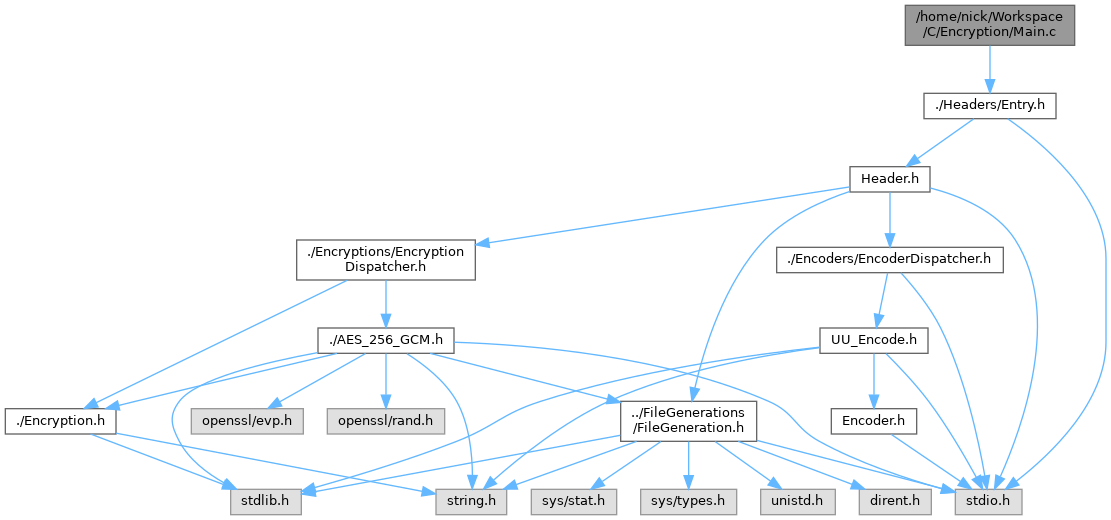 /home/nick/Workspace
/C/Encryption/Main.c
./Headers/Entry.h
Header.h
./Encryptions/Encryption
Dispatcher.h
./Encoders/EncoderDispatcher.h
./AES_256_GCM.h
UU_Encode.h
./Encryption.h
openssl/evp.h
openssl/rand.h
../FileGenerations
/FileGeneration.h
Encoder.h
stdlib.h
string.h
sys/stat.h
sys/types.h
unistd.h
dirent.h
stdio.h